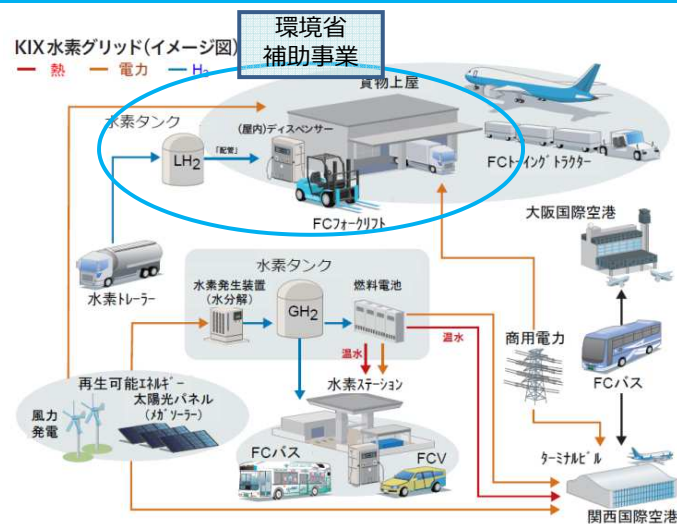 環境省
補助事業
KIX水素グリッド(イメージ図)
熱 電力 H₂
貨物上屋
水素タンク
(屋内)ディスペンサー
LH₂
「配管」
FCトーイングトラクター
FCフォークリフト
大阪国際空港
水素トレーラー
水素タンク
水素発生装置
(水分解)
燃料電池
GH₂
商用電力
温水
温水
FCバス
再生可能エネルギー
太陽光パネル
(メガソーラー)
風力
発電
水素ステーション
FCバス
FCV
ターミナルビル
関西国際空港